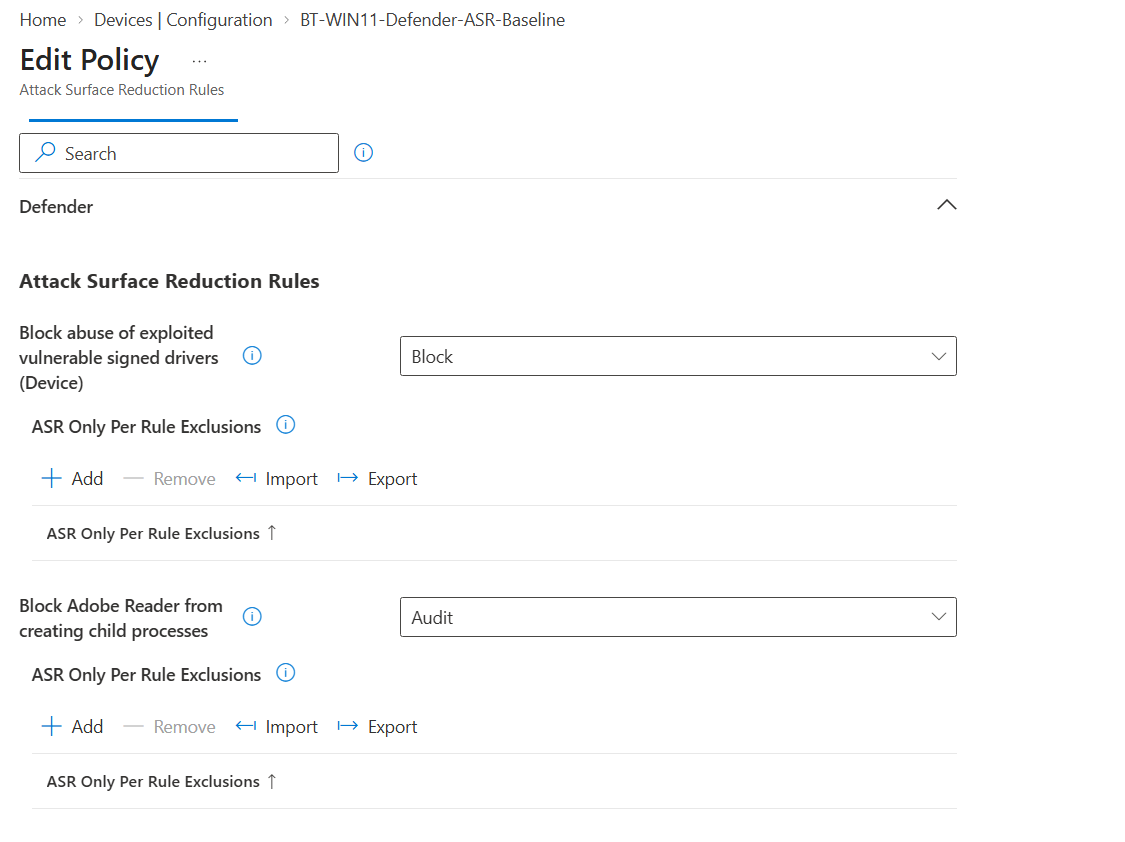 Home > Devices | Configuration > BT-WIN11-Defender-ASR-Baseline
Edit Policy ...
Attack Surface Reduction Rules
Search
Defender
Attack Surface Reduction Rules
Block abuse of exploited
vulnerable signed drivers
(Device)
Block
ASR Only Per Rule Exclusions
Add Remove Import Export
ASR Only Per Rule Exclusions ↑
Block Adobe Reader from
creating child processes
Audit
ASR Only Per Rule Exclusions
Add Remove Import Export
ASR Only Per Rule Exclusions ↑